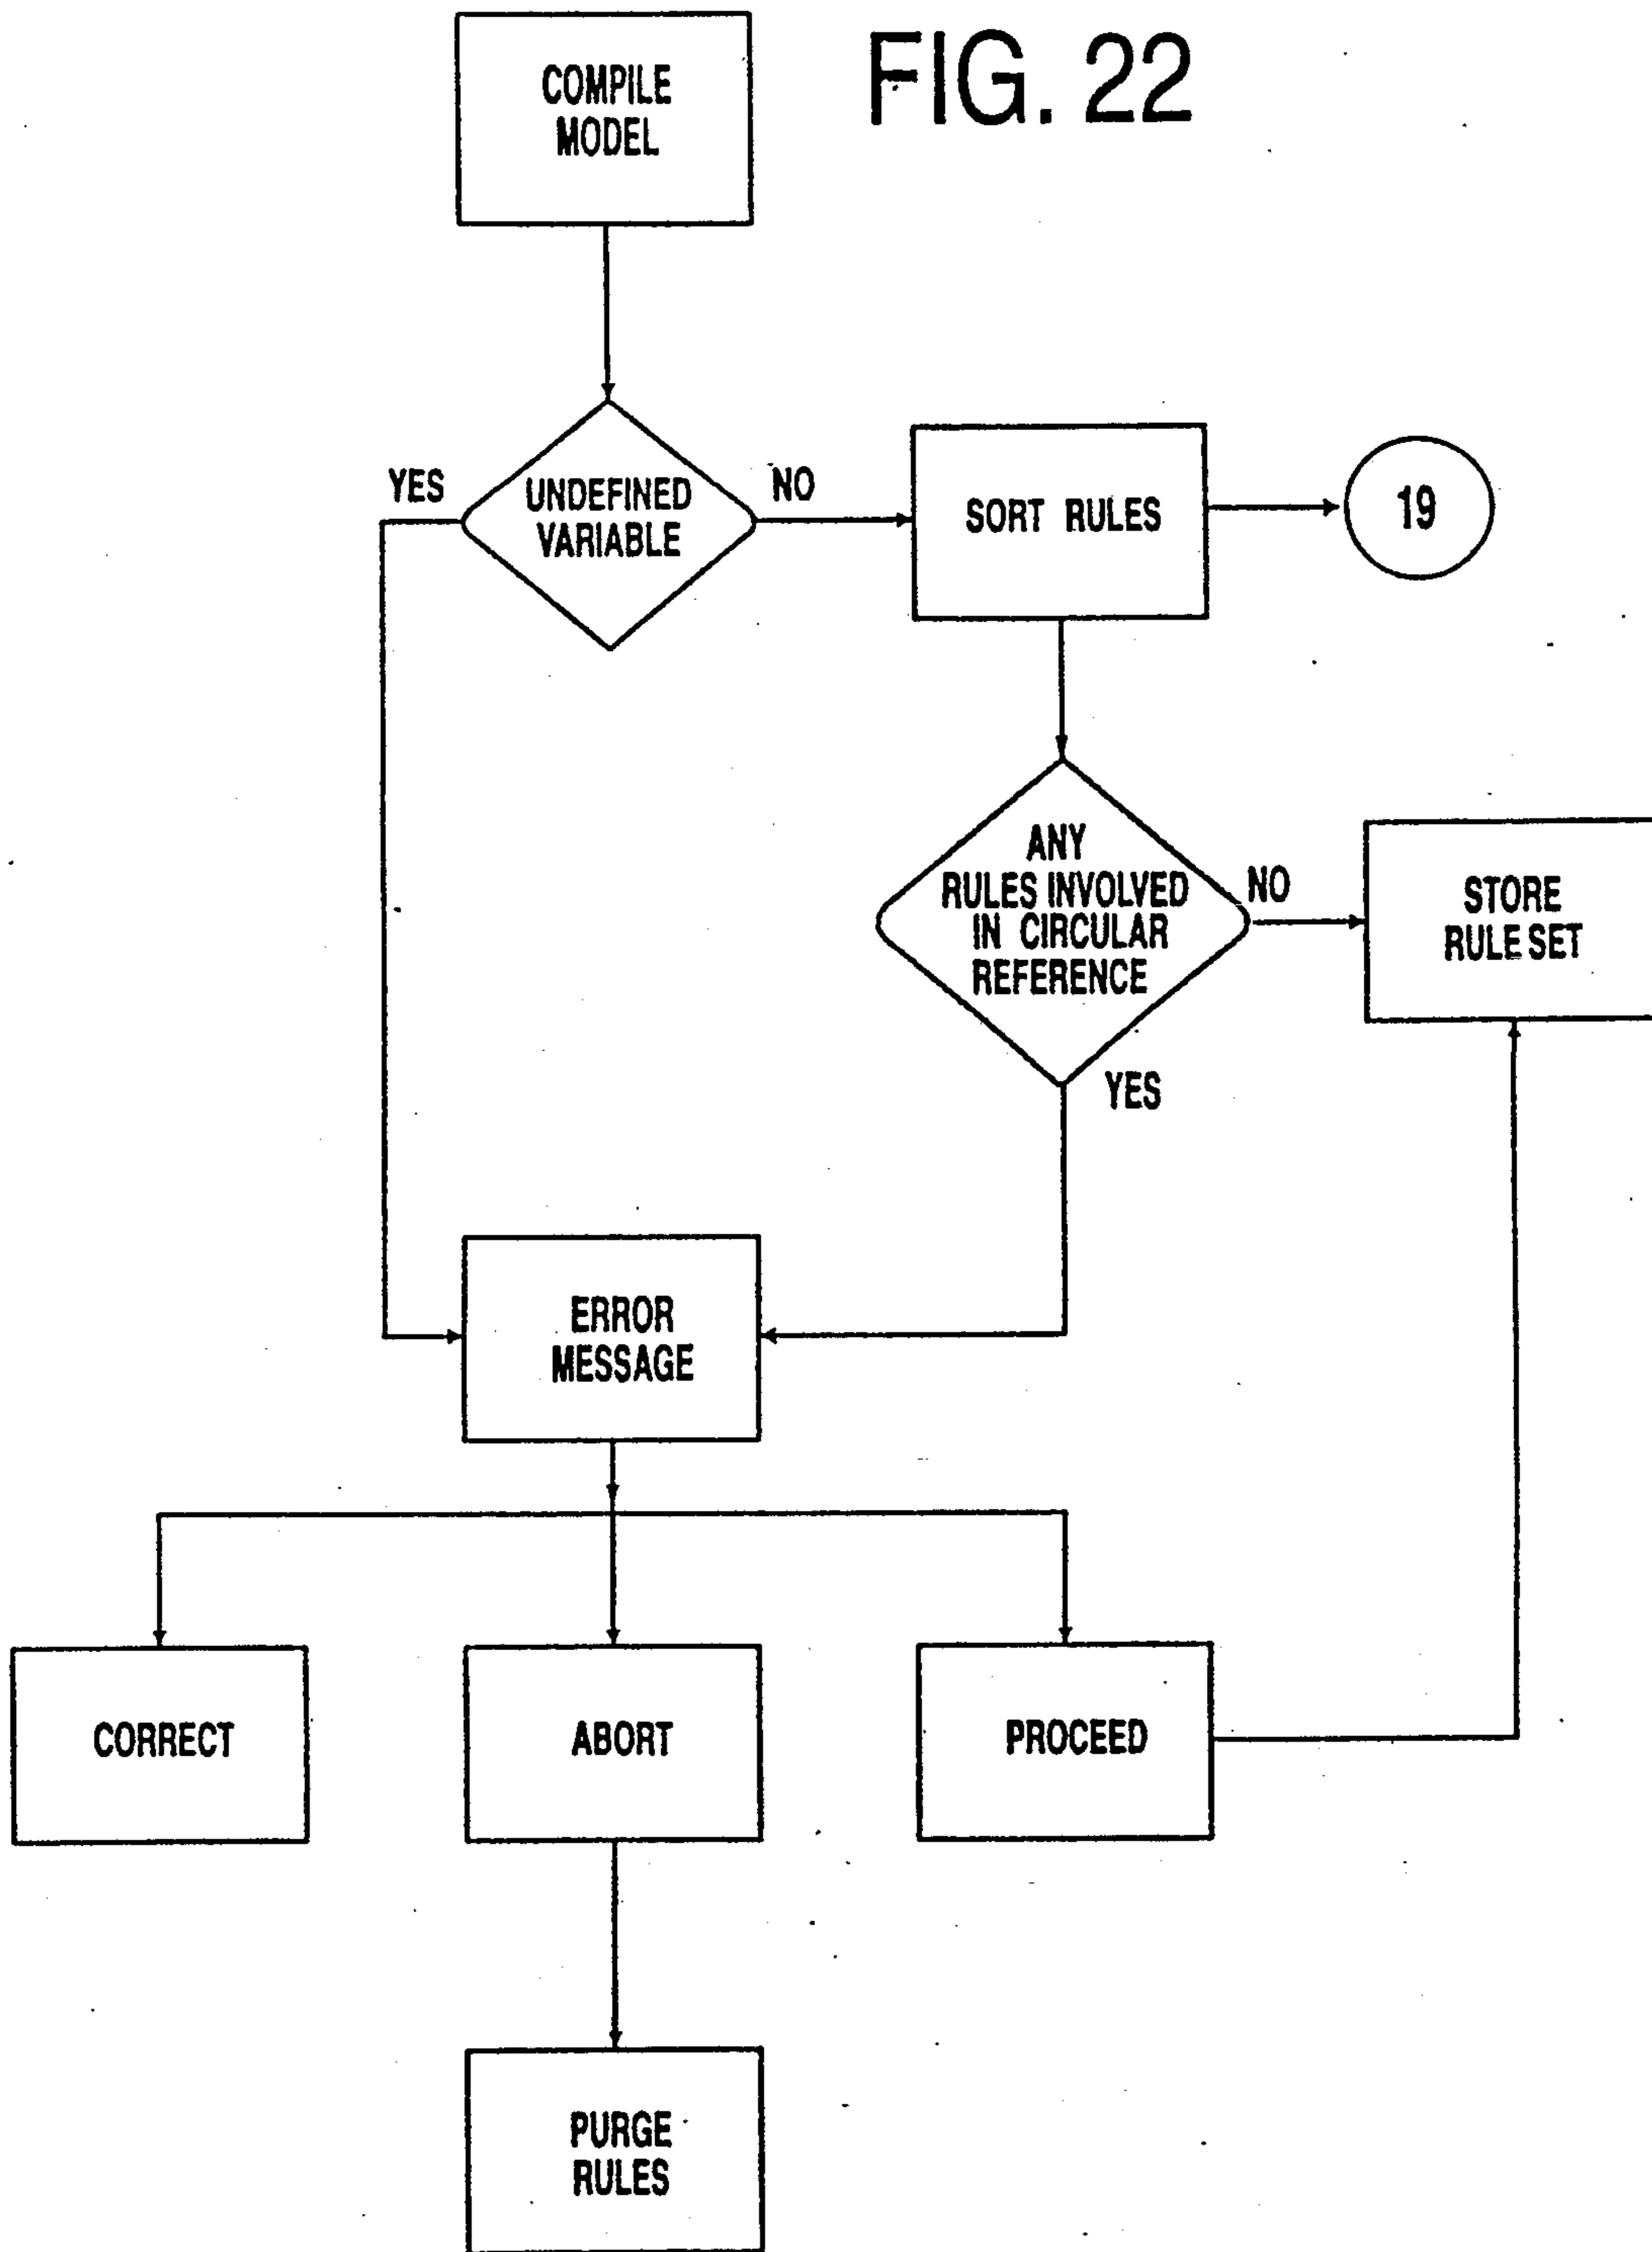 FIG. 22
COMPILE
MODEL
YES
UNDEFINED
VARIABLE
NO
SORT RULES
19
ANY
RULES INVOLVED
IN CIRCULAR
REFERENCE
NO
STORE
RULE SET
YES
ERROR
MESSAGE
CORRECT
ABORT
PROCEED
PURGE
RULES